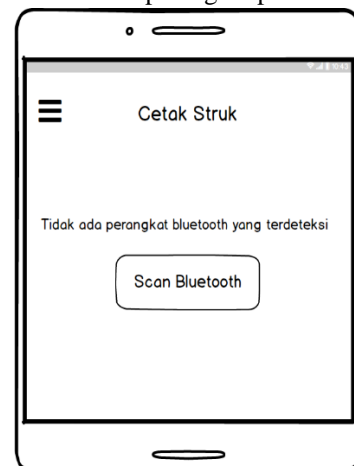 Cetak Struk
Tidak ada perangkat bluetooth yang terdeteksi
Scan Bluetooth